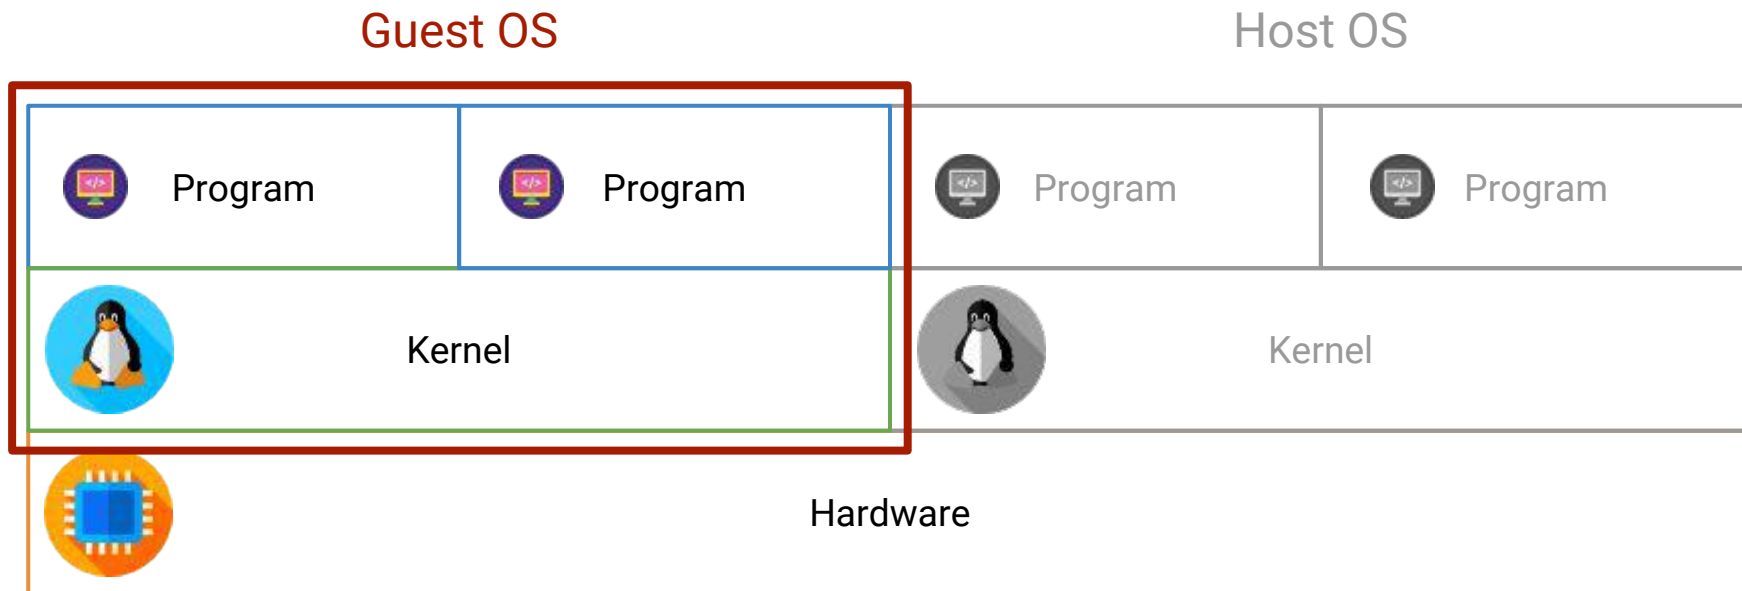 Guest OS
Host OS
Program
Program
Program
Program
Kernel
Kernel
Hardware